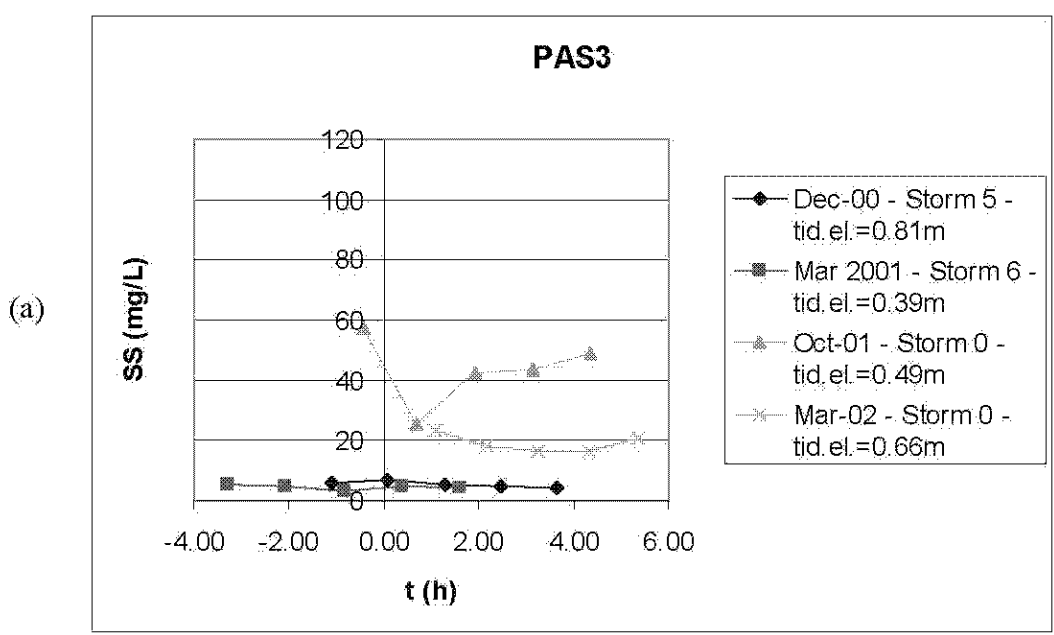 PAS3
(a)
SS (mg/L)
120
100
80
60
40
20
0
-4.00 -2.00 0.00 2.00 4.00 6.00
t (h)
Dec-00 - Storm 5 -
tid.el.=0.81m
Mar 2001 - Storm 6 -
tid.el.=0.39m
Oct-01 - Storm 0 -
tid.el.=0.49m
Mar-02 - Storm 0 -
tid.el.=0.66m